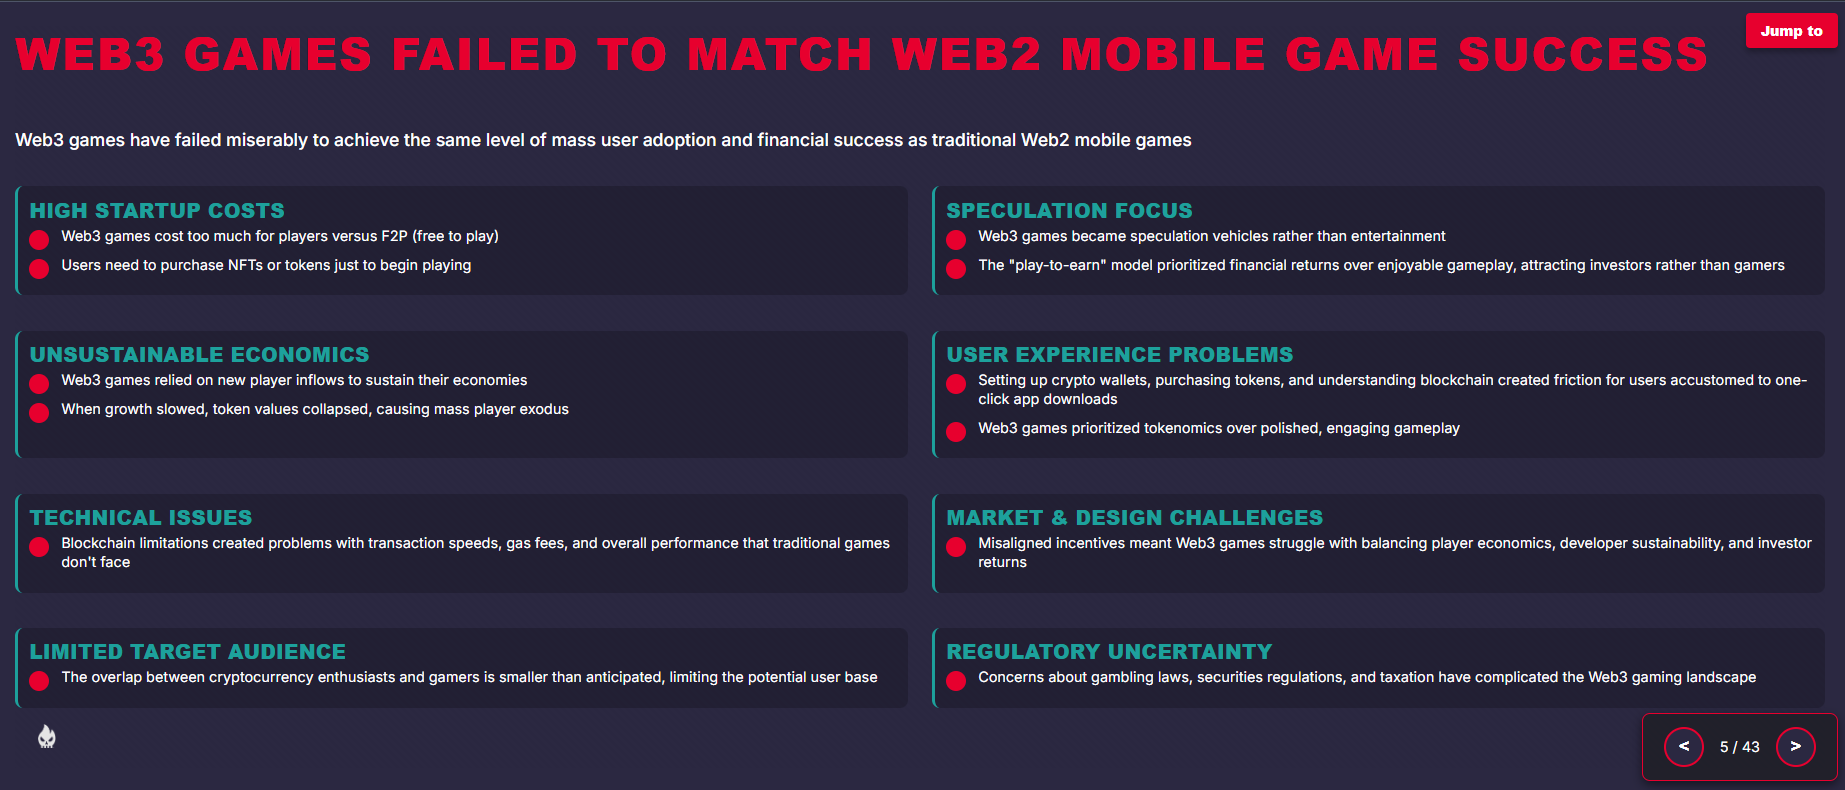 Jump to
WEB3 GAMES FAILED TO MATCH WEB2 MOBILE GAME SUCCESS
Web3 games have failed miserably to achieve the same level of mass user adoption and financial success as traditional Web2 mobile games
HIGH STARTUP COSTS
Web3 games cost too much for players versus F2P (free to play)
Users need to purchase NFTs or tokens just to begin playing
SPECULATION FOCUS
Web3 games became speculation vehicles rather than entertainment
The "play-to-earn" model prioritized financial returns over enjoyable gameplay, attracting investors rather than gamers
UNSUSTAINABLE ECONOMICS
Web3 games relied on new player inflows to sustain their economies
When growth slowed, token values collapsed, causing mass player exodus
USER EXPERIENCE PROBLEMS
Setting up crypto wallets, purchasing tokens, and understanding blockchain created friction for users accustomed to one-
click app downloads
Web3 games prioritized tokenomics over polished, engaging gameplay
TECHNICAL ISSUES
Blockchain limitations created problems with transaction speeds, gas fees, and overall performance that traditional games
don't face
MARKET & DESIGN CHALLENGES
Misaligned incentives meant Web3 games struggle with balancing player economics, developer sustainability, and investor
returns
LIMITED TARGET AUDIENCE
The overlap between cryptocurrency enthusiasts and gamers is smaller than anticipated, limiting the potential user base
REGULATORY UNCERTAINTY
Concerns about gambling laws, securities regulations, and taxation have complicated the Web3 gaming landscape
< 5 / 43 >